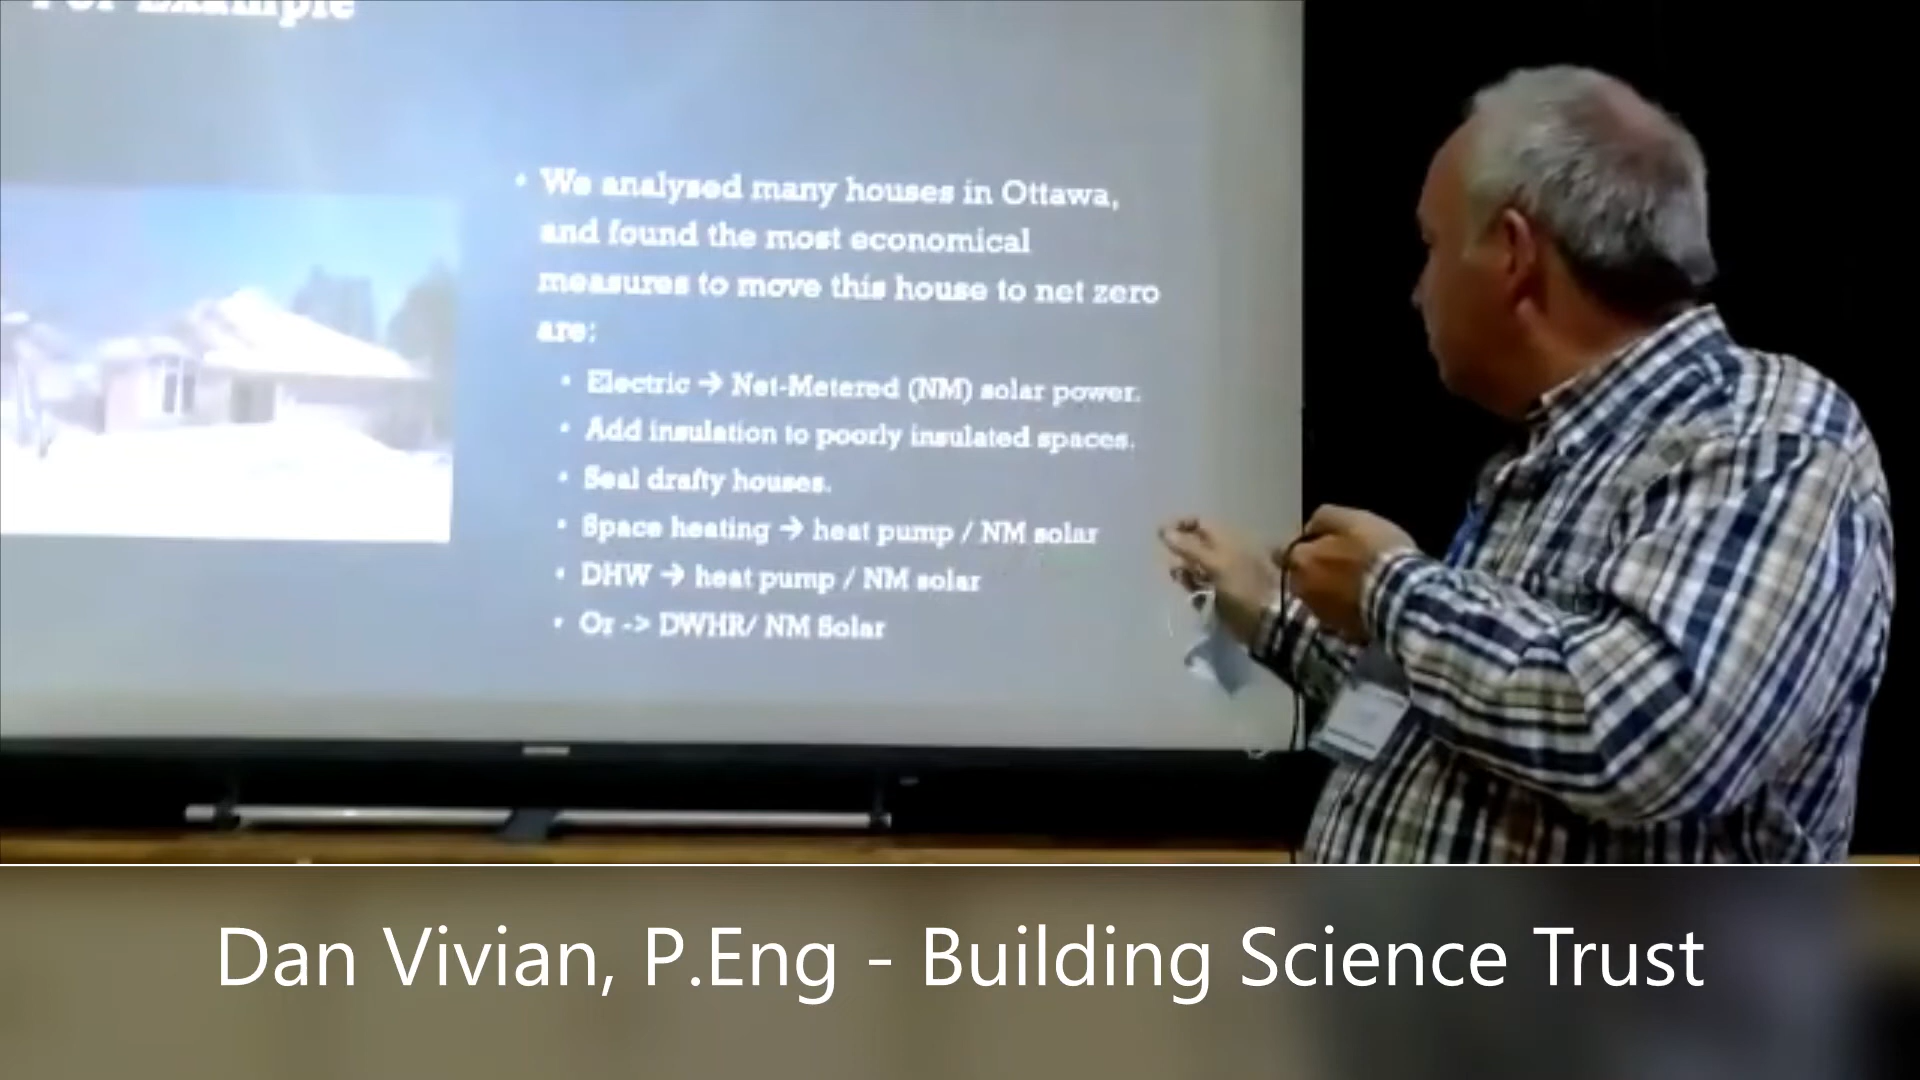 For Example
• We analysed many houses in Ottawa,
and found the most economical
measures to move this house to net zero
are:
• Electric → Net-Metered (NM) solar power.
• Add insulation to poorly insulated spaces.
• Seal drafty houses.
• Space heating → heat pump / NM solar
• DHW → heat pump / NM solar
• Or -> DWHR/ NM Solar
Dan Vivian, P.Eng - Building Science Trust